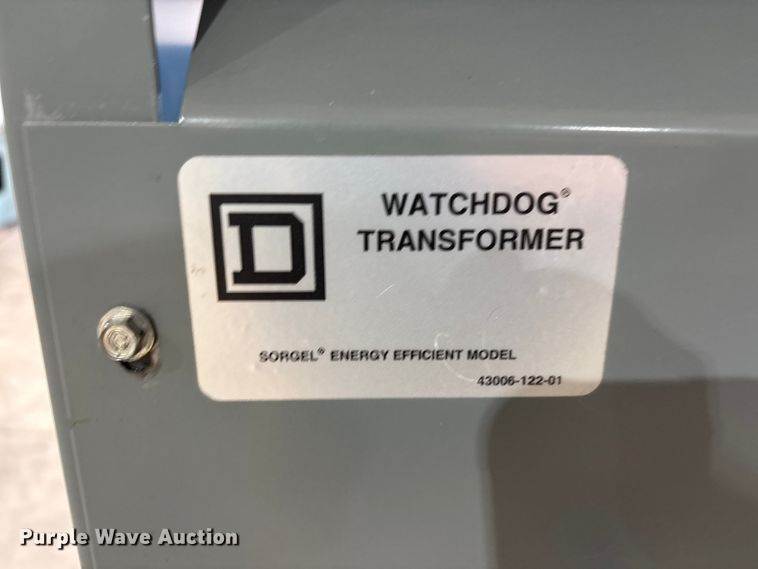 D
WATCHDOG®
TRANSFORMER
SORGEL® ENERGY EFFICIENT MODEL
43006-122-01
Purple Wave Auction